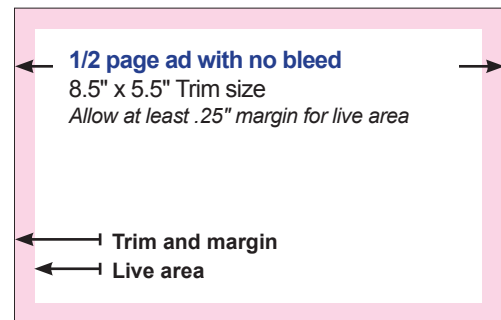 1/2 page ad with no bleed
8.5" x 5.5" Trim size
Allow at least .25" margin for live area
Trim and margin
Live area